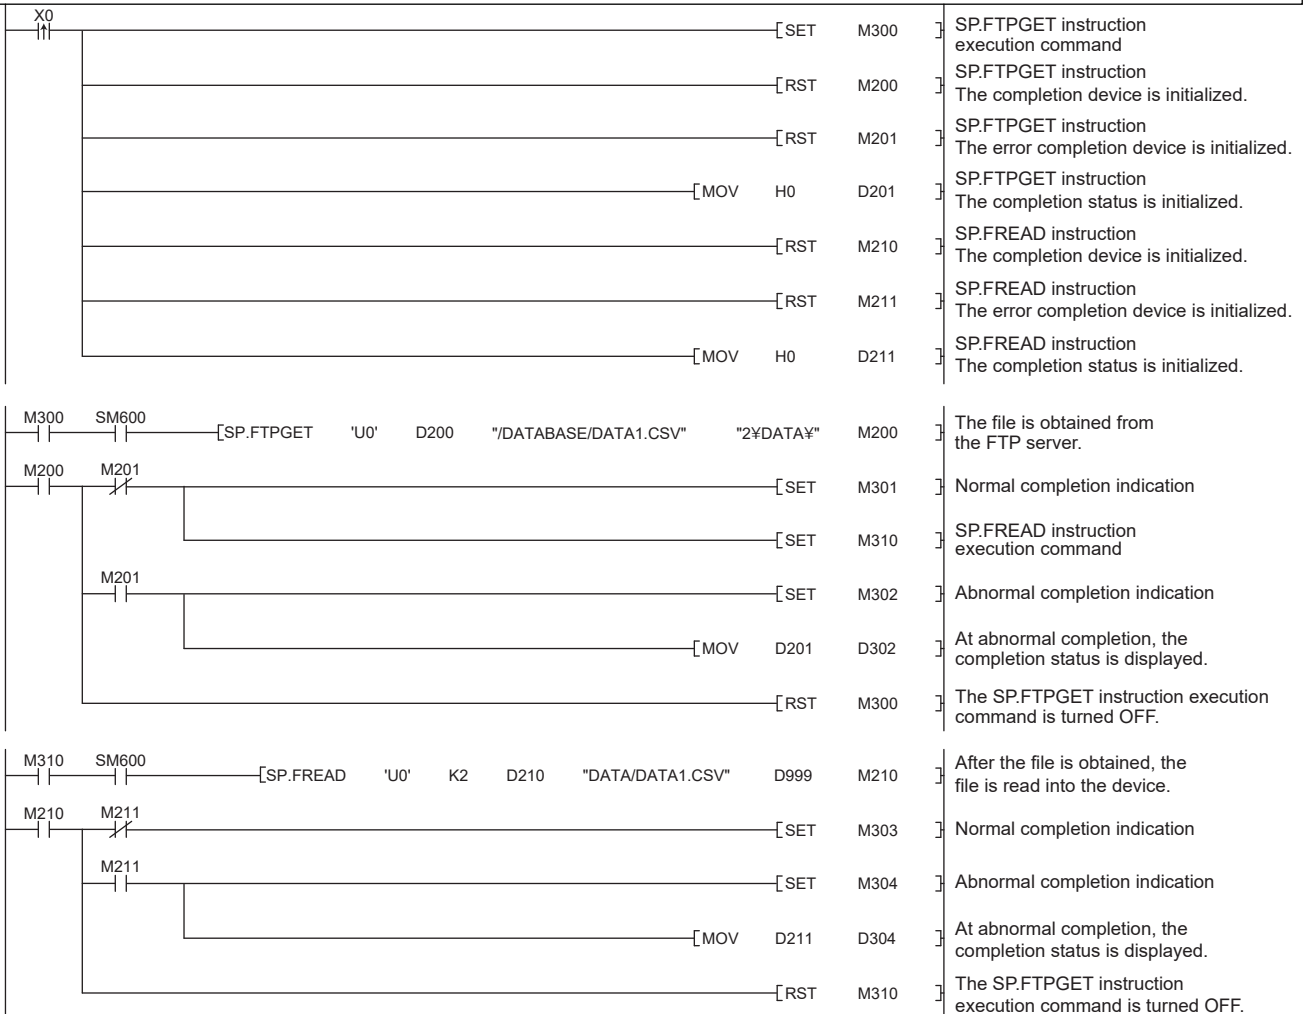 X0
[SET M300] SP.FTPGET instruction
execution command
[RST M200] SP.FTPGET instruction
The completion device is initialized.
[RST M201] SP.FTPGET instruction
The error completion device is initialized.
[MOV H0 D201] SP.FTPGET instruction
The completion status is initialized.
[RST M210] SP.FREAD instruction
The completion device is initialized.
[RST M211] SP.FREAD instruction
The error completion device is initialized.
[MOV H0 D211] SP.FREAD instruction
The completion status is initialized.
M300 SM600
[SP.FTPGET 'U0' D200 "/DATABASE/DATA1.CSV" "2¥DATA¥" M200] The file is obtained from
the FTP server.
M200 M201
[SET M301] Normal completion indication
[SET M310] SP.FREAD instruction
execution command
M201
[SET M302] Abnormal completion indication
[MOV D201 D302] At abnormal completion, the
completion status is displayed.
[RST M300] The SP.FTPGET instruction execution
command is turned OFF.
M310 SM600
[SP.FREAD 'U0' K2 D210 "DATA/DATA1.CSV" D999 M210] After the file is obtained, the
file is read into the device.
M210 M211
[SET M303] Normal completion indication
M211
[SET M304] Abnormal completion indication
[MOV D211 D304] At abnormal completion, the
completion status is displayed.
[RST M310] The SP.FTPGET instruction
execution command is turned OFF.